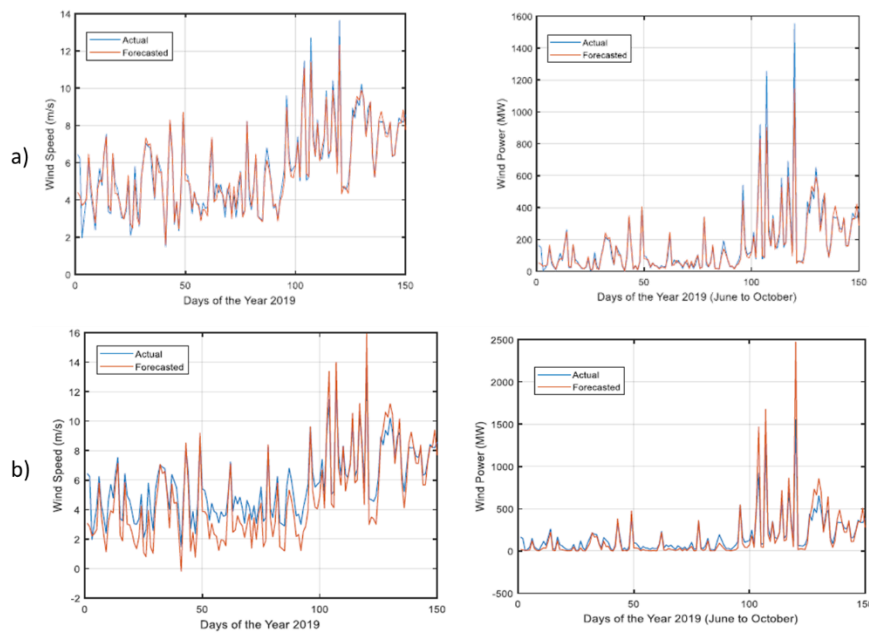 a)
14
12
10
8
6
4
2
0
Wind Speed (m/s)
Actual
Forecasted
0
50
100
150
Days of the Year 2019
1600
1400
1200
1000
800
600
400
200
0
Wind Power (MW)
Actual
Forecasted
0
50
100
150
Days of the Year 2019 (June to October)
b)
16
14
12
10
8
6
4
2
0
-2
Wind Speed (m/s)
Actual
Forecasted
0
50
100
150
Days of the Year 2019
2500
2000
1500
1000
500
0
-500
Wind Power (MW)
Actual
Forecasted
0
50
100
150
Days of the Year 2019 (June to October)